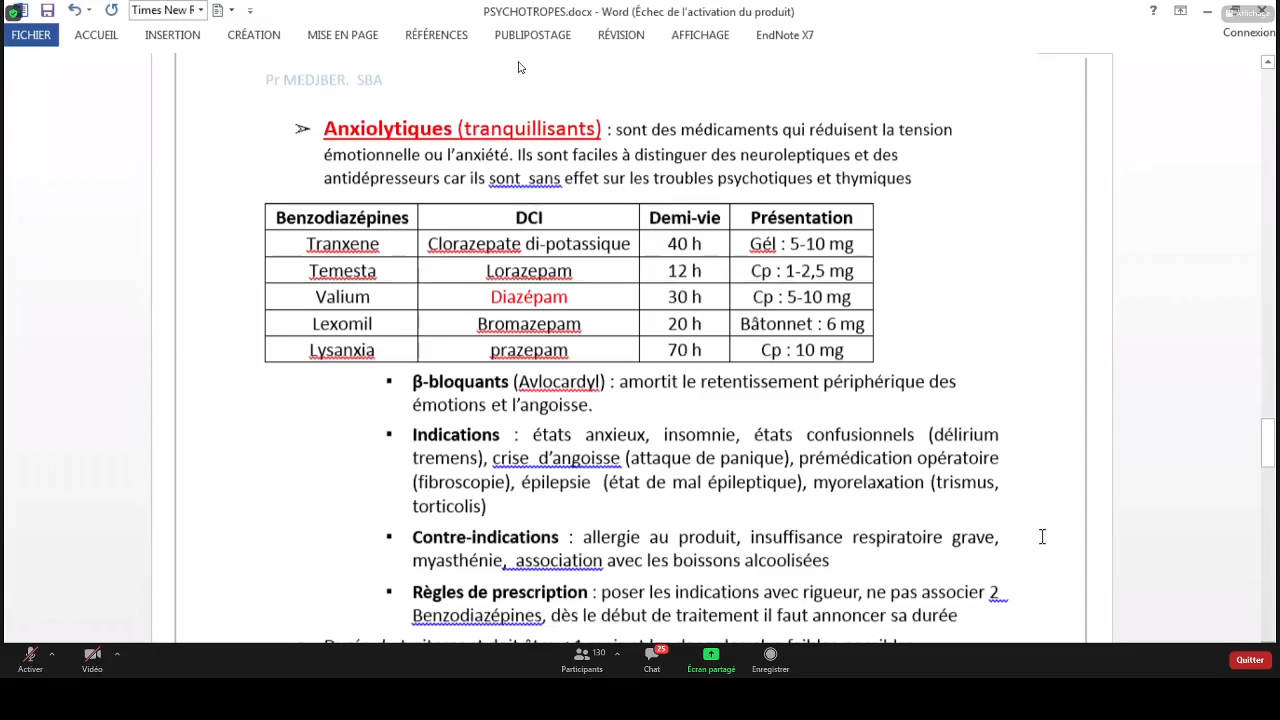 Times New R
PSYCHOTROPES.docx - Word (Échec de l'activation du produit)
?
Affichage
FICHIER ACCUEIL INSERTION CRÉATION MISE EN PAGE RÉFÉRENCES PUBLIPOSTAGE RÉVISION AFFICHAGE EndNote X7 Connexion
Pr MEDJBER. SBA
➢ Anxiolytiques (tranquillisants) : sont des médicaments qui réduisent la tension
émotionnelle ou l'anxiété. Ils sont faciles à distinguer des neuroleptiques et des
antidépresseurs car ils sont sans effet sur les troubles psychotiques et thymiques
Benzodiazépines DCI Demi-vie Présentation
Tranxene Clorazepate di-potassique 40 h Gél : 5-10 mg
Temesta Lorazepam 12 h Cp : 1-2,5 mg
Valium Diazépam 30 h Cp : 5-10 mg
Lexomil Bromazepam 20 h Bâtonnet : 6 mg
Lysanxia prazepam 70 h Cp : 10 mg
▪ β-bloquants (Avlocardyl) : amortit le retentissement périphérique des
émotions et l'angoisse.
▪ Indications : états anxieux, insomnie, états confusionnels (délirium
tremens), crise d'angoisse (attaque de panique), prémédication opératoire
(fibroscopie), épilepsie (état de mal épileptique), myorelaxation (trismus,
torticolis)
▪ Contre-indications : allergie au produit, insuffisance respiratoire grave,
myasthénie, association avec les boissons alcoolisées
▪ Règles de prescription : poser les indications avec rigueur, ne pas associer 2
Benzodiazépines, dès le début de traitement il faut annoncer sa durée
130
25
Activer Vidéo Participants Chat Écran partagé Enregistrer Quitter